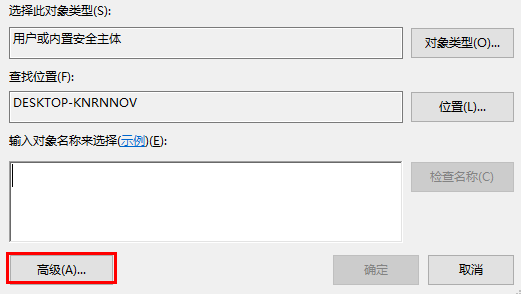 选择此对象类型(S):
用户或内置安全主体
对象类型(O)...
查找位置(F):
DESKTOP-KNRNNOV
位置(L)...
输入对象名称来选择(示例)(E):
检查名称(C)
高级(A)...
确定
取消